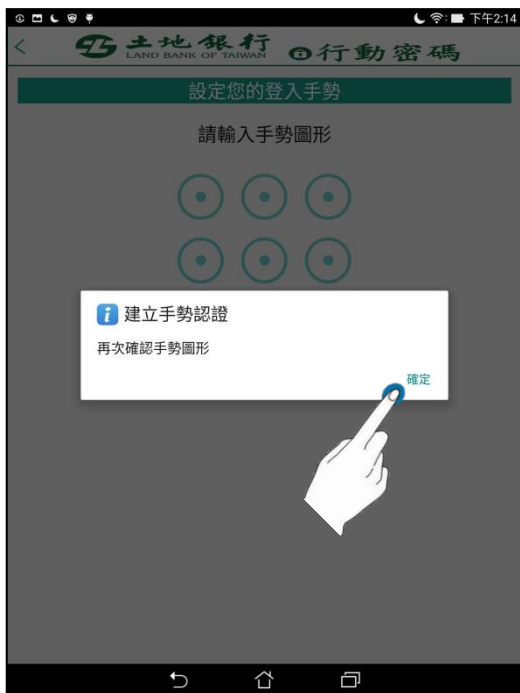 下午2:14
土地銀行
LAND BANK OF TAIWAN
行動密碼
設定您的登入手勢
請輸入手勢圖形
建立手勢認證
再次確認手勢圖形
確定